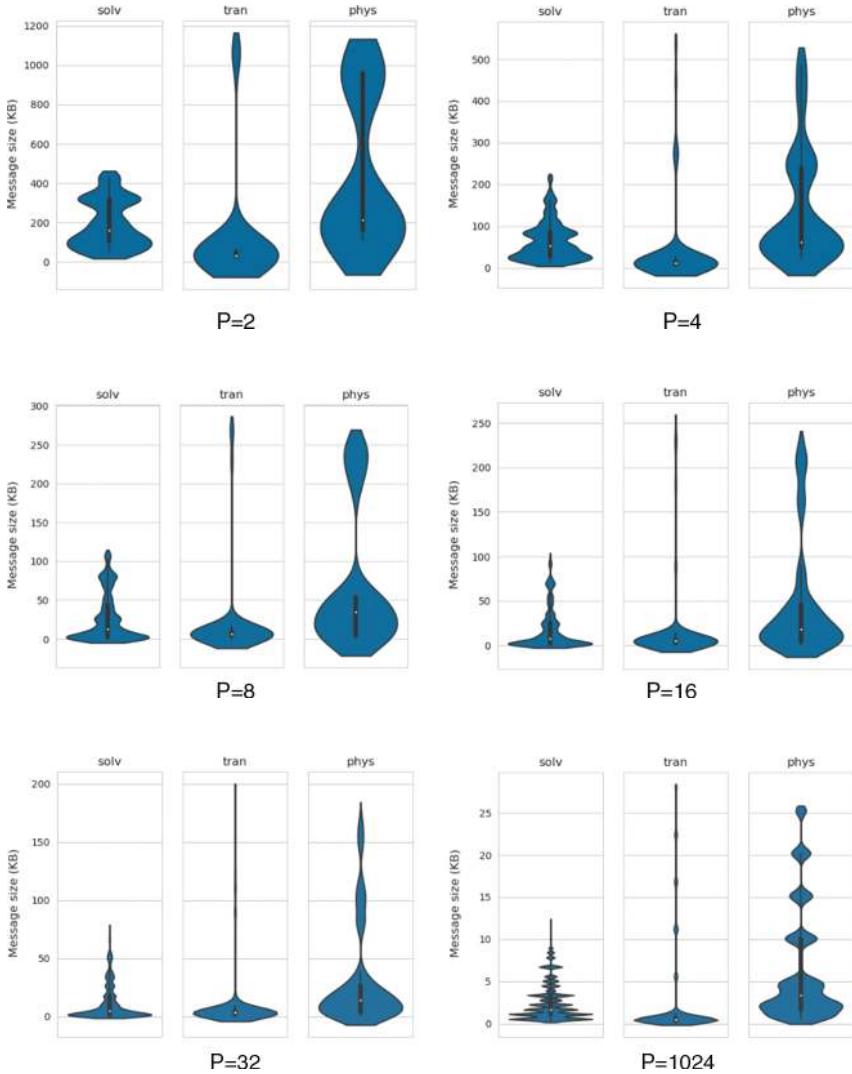 solv tran phys
Message size (KB)
1200
1000
800
600
400
200
0
P=2
solv tran phys
Message size (KB)
500
400
300
200
100
0
P=4
solv tran phys
Message size (KB)
300
250
200
150
100
50
0
P=8
solv tran phys
Message size (KB)
250
200
150
100
50
0
P=16
solv tran phys
Message size (KB)
200
150
100
50
0
P=32
solv tran phys
Message size (KB)
25
20
15
10
5
0
P=1024